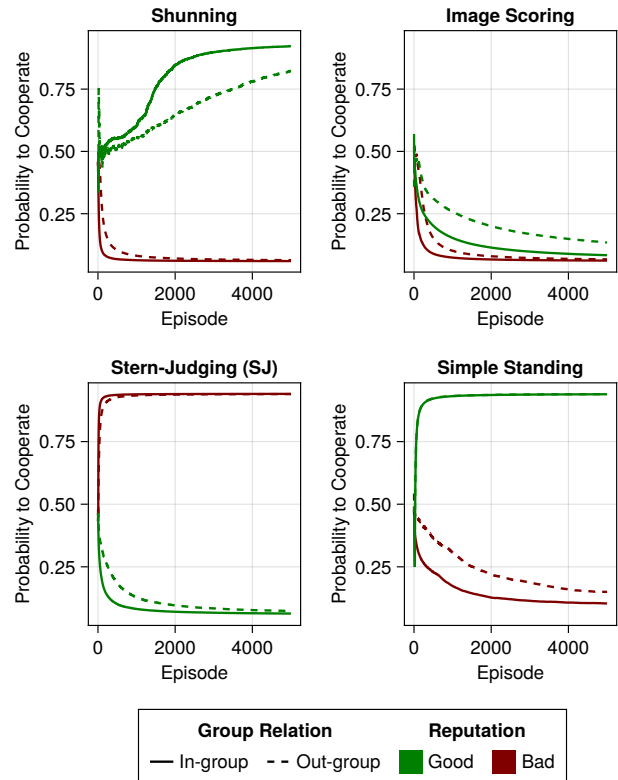 Shunning
Image Scoring
Probability to Cooperate
0.75
0.50
0.25
0
2000
4000
Episode
Probability to Cooperate
0.75
0.50
0.25
0
2000
4000
Episode
Stern-Judging (SJ)
Simple Standing
Probability to Cooperate
0.75
0.50
0.25
0
2000
4000
Episode
Probability to Cooperate
0.75
0.50
0.25
0
2000
4000
Episode
Group Relation
Reputation
In-group
Out-group
Good
Bad